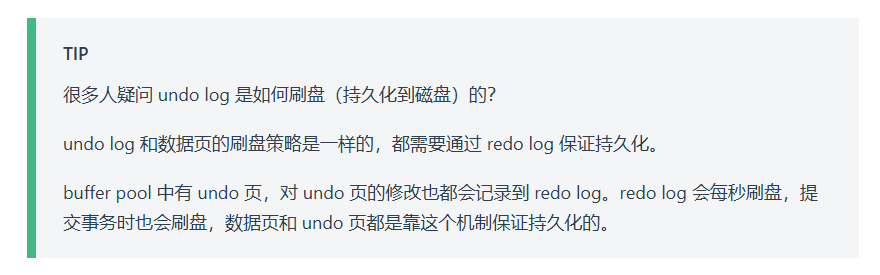 TIP
很多人疑问 undo log 是如何刷盘（持久化到磁盘）的？
undo log 和数据页的刷盘策略是一样的，都需要通过 redo log 保证持久化。
buffer pool 中有 undo 页，对 undo 页的修改也都会记录到 redo log。redo log 会每秒刷盘，提
交事务时也会刷盘，数据页和 undo 页都是靠这个机制保证持久化的。